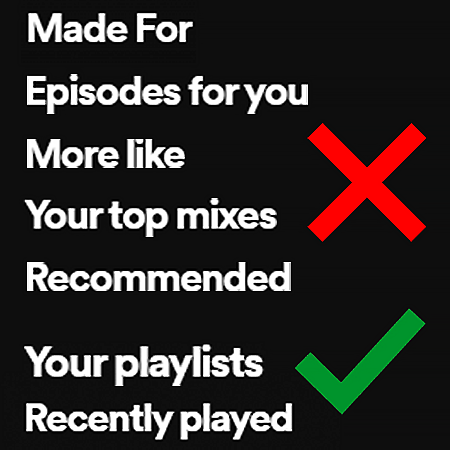 Made For
Episodes for you
More like
Your top mixes
Recommended
Your playlists
Recently played